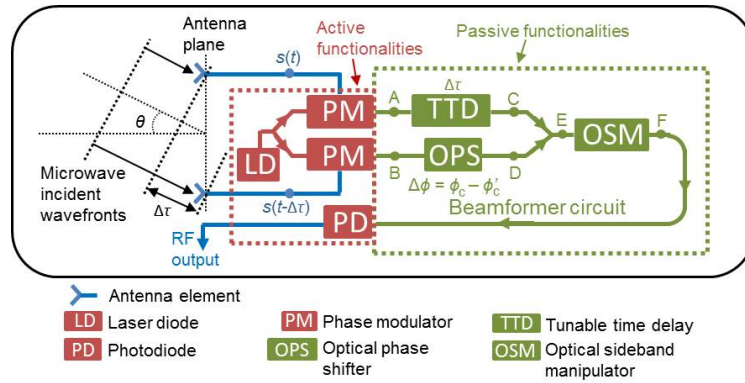 Antenna plane
Active functionalities
Passive functionalities
s(t)
A
Δτ
C
PM
TTD
θ
E
F
LD
PM
OPS
OSM
B
D
Microwave incident wavefronts
Δτ
s(t-Δτ)
Δϕ = ϕc − ϕ′c
PD
Beamformer circuit
RF output
Antenna element
LD Laser diode
PM Phase modulator
TTD Tunable time delay
PD Photodiode
OPS Optical phase shifter
OSM Optical sideband manipulator